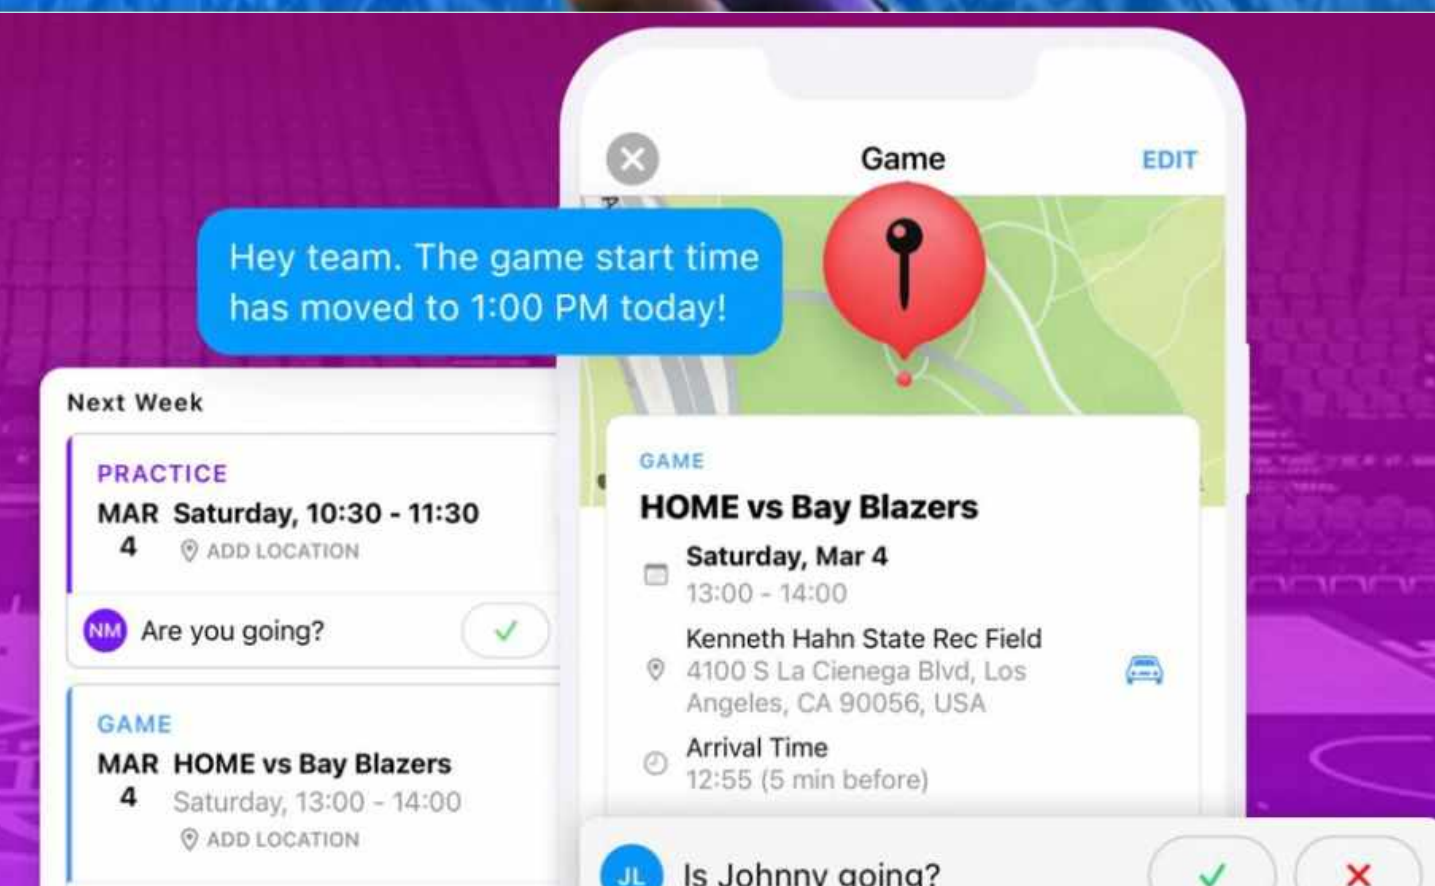 Game
EDIT
Hey team. The game start time
has moved to 1:00 PM today!
Next Week
PRACTICE
MAR Saturday, 10:30 - 11:30
4 ADD LOCATION
NM Are you going?
GAME
MAR HOME vs Bay Blazers
4 Saturday, 13:00 - 14:00
ADD LOCATION
GAME
HOME vs Bay Blazers
Saturday, Mar 4
13:00 - 14:00
Kenneth Hahn State Rec Field
4100 S La Cienega Blvd, Los
Angeles, CA 90056, USA
Arrival Time
12:55 (5 min before)
JL Is Johnny going?